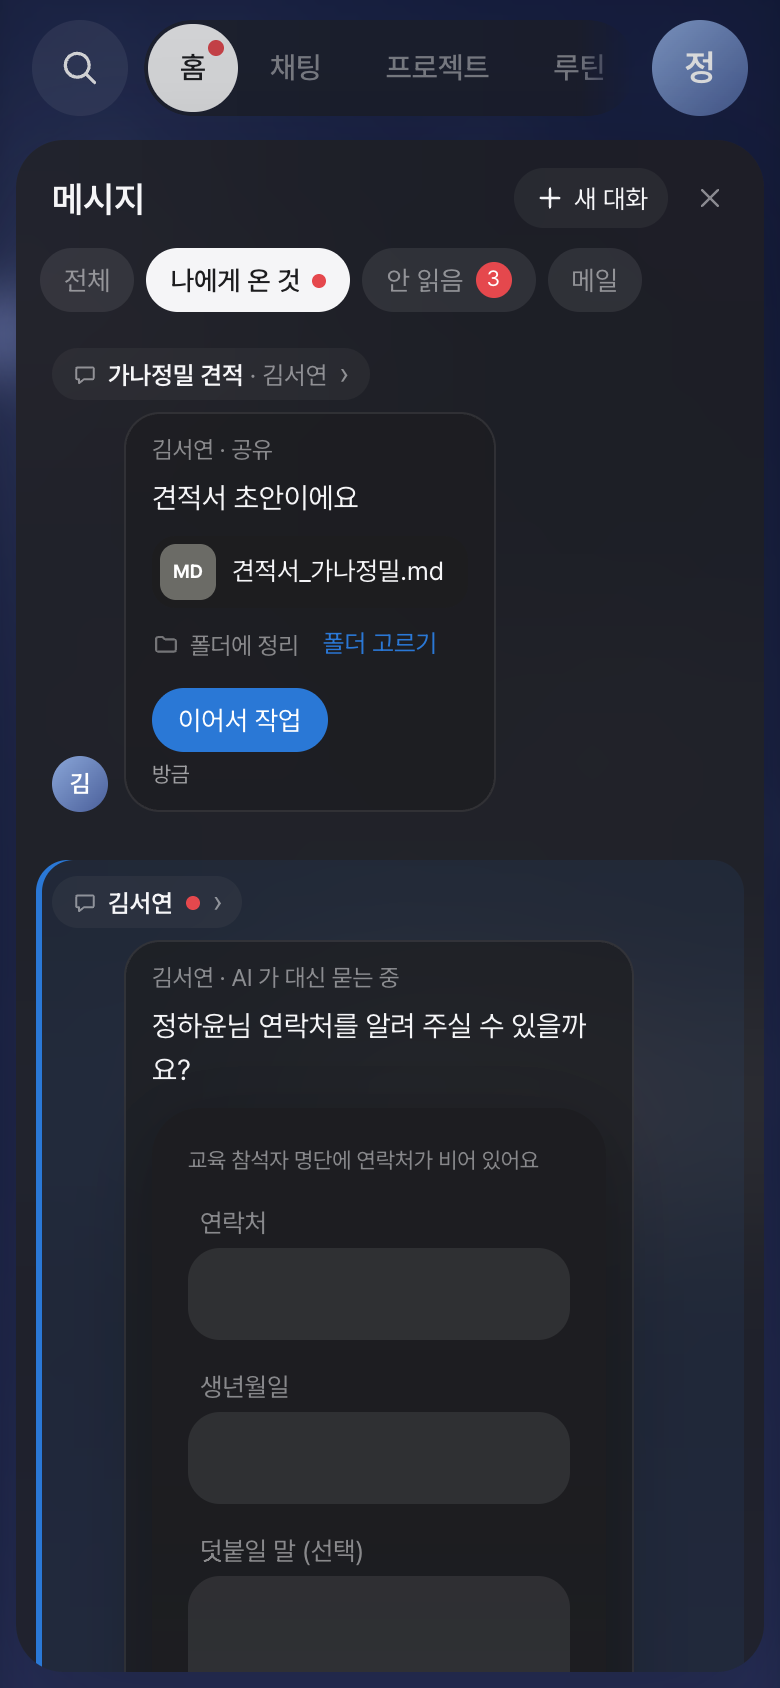 홈
채팅
프로젝트
루틴
정
메시지
새 대화
전체
나에게 온 것
안 읽음 3
메일
가나정밀 견적 · 김서연
김서연 · 공유
견적서 초안이에요
MD 견적서_가나정밀.md
폴더에 정리 폴더 고르기
이어서 작업
방금
김
김서연
김서연 · AI 가 대신 묻는 중
정하윤님 연락처를 알려 주실 수 있을까
요?
교육 참석자 명단에 연락처가 비어 있어요
연락처
생년월일
덧붙일 말 (선택)